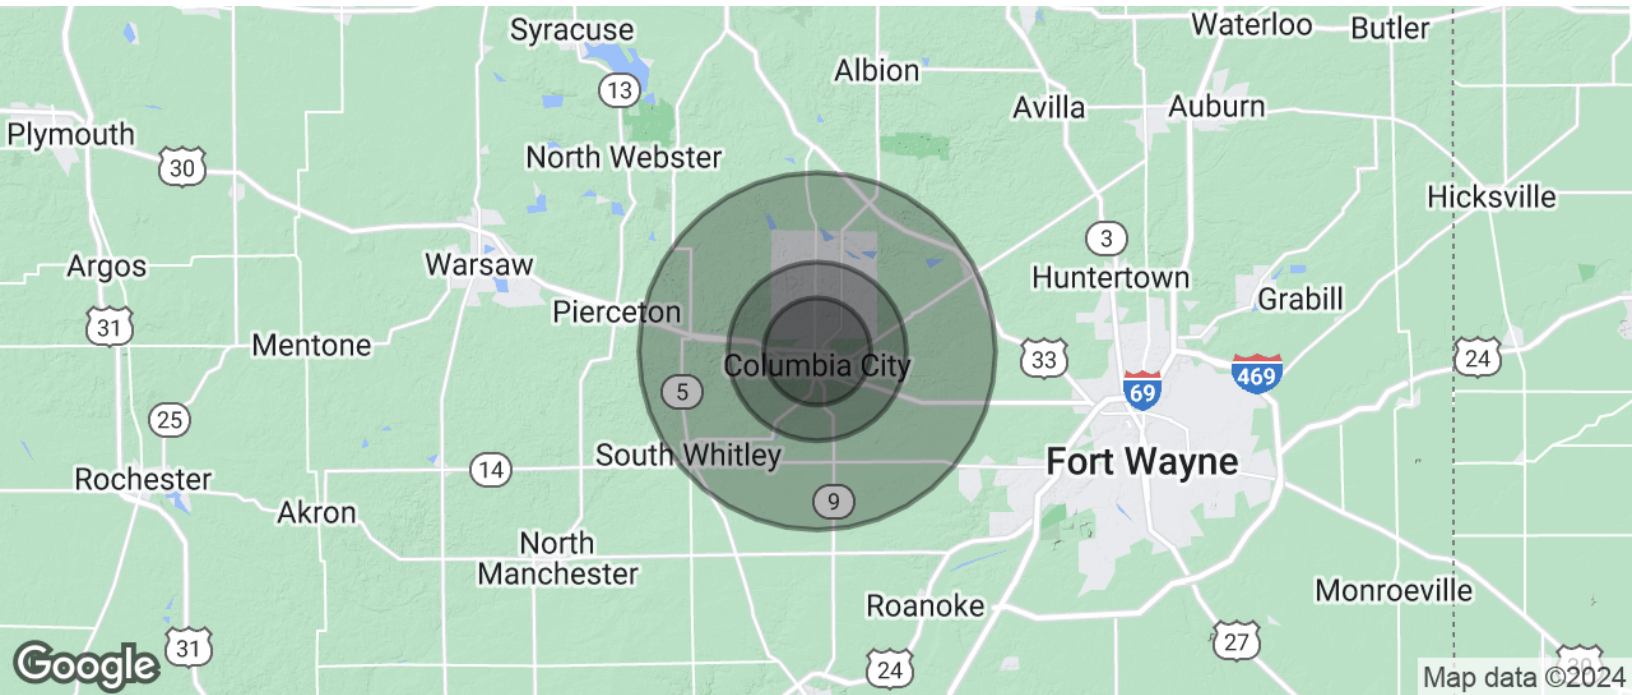 Syracuse
Waterloo
Butler
Albion
13
Avilla
Auburn
Plymouth
North Webster
30
Hicksville
3
Argos
Warsaw
Huntertown
Grabill
Pierceton
31
Mentone
33
24
Columbia City
469
69
5
25
South Whitley
Fort Wayne
14
Rochester
9
Akron
North
Manchester
Monroeville
Roanoke
27
31
Google
24
30
Map data ©2024